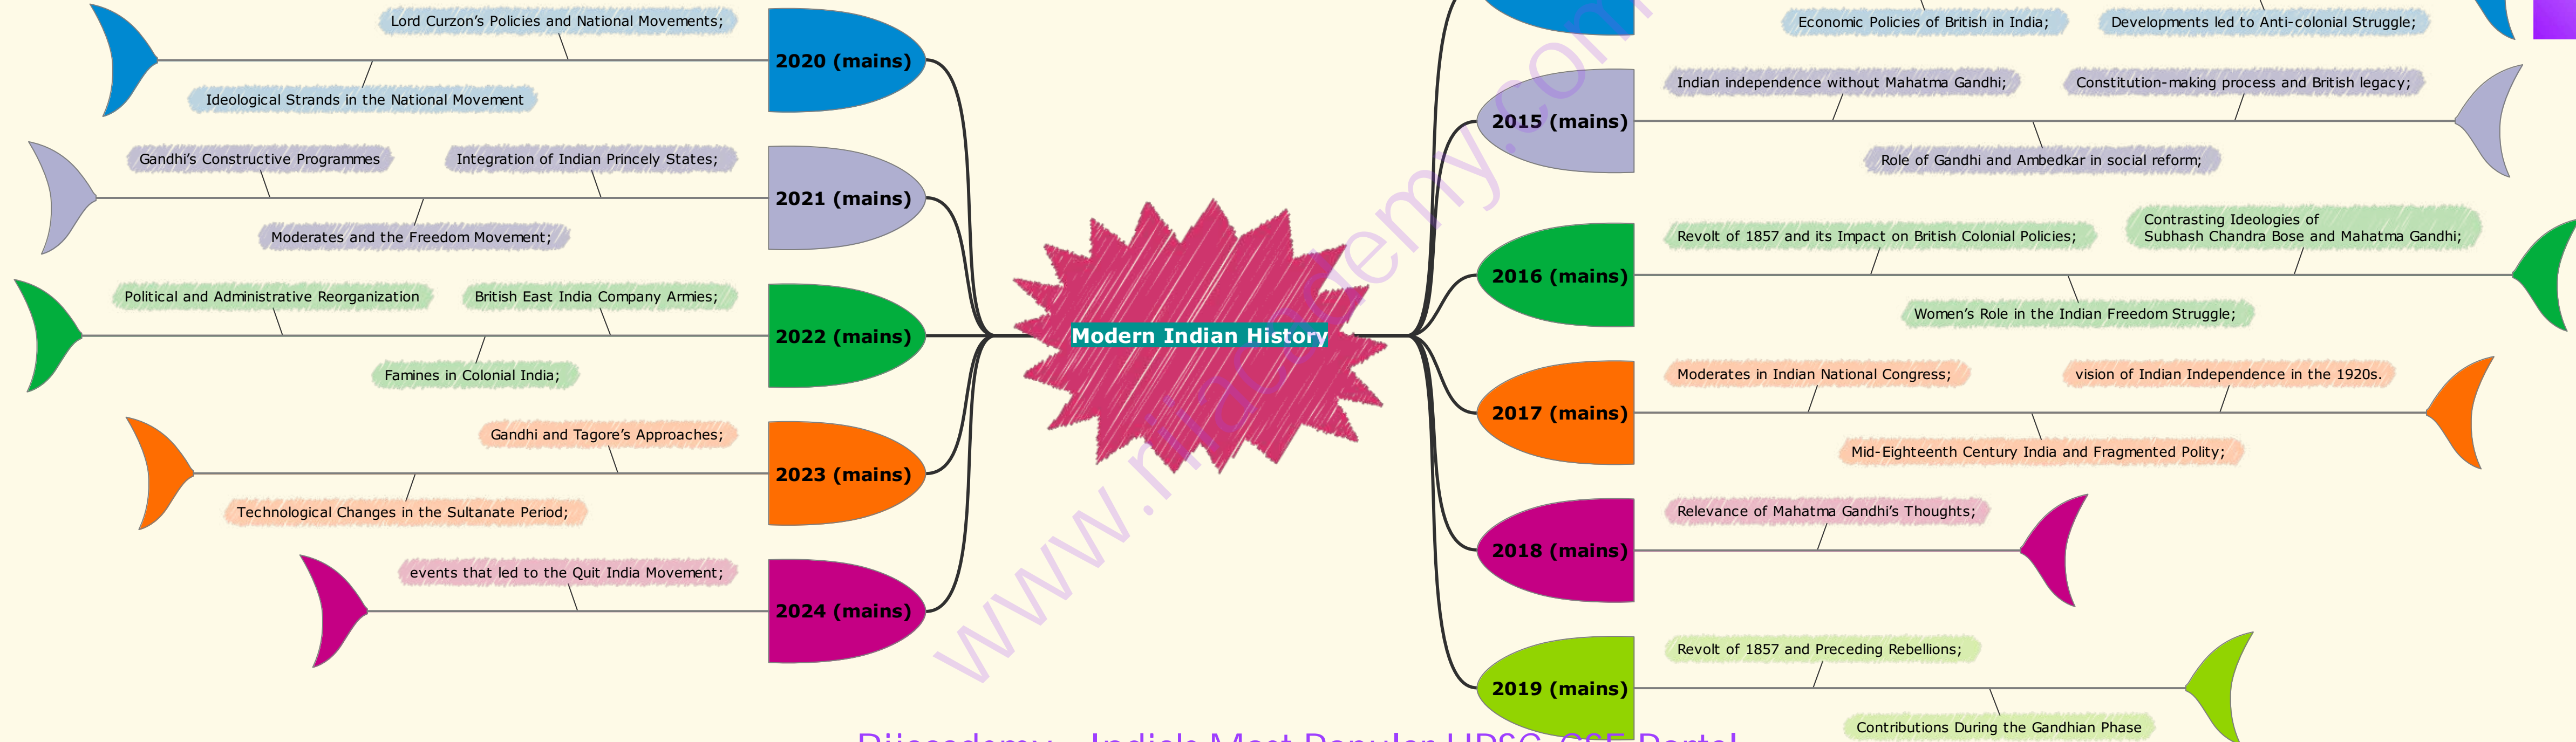 Lord Curzon's Policies and National Movements;
2020 (mains)
Ideological Strands in the National Movement
Gandhi's Constructive Programmes
Integration of Indian Princely States;
2021 (mains)
Moderates and the Freedom Movement;
Political and Administrative Reorganization
British East India Company Armies;
2022 (mains)
Famines in Colonial India;
Gandhi and Tagore's Approaches;
2023 (mains)
Technological Changes in the Sultanate Period;
events that led to the Quit India Movement;
2024 (mains)
Modern Indian History
Economic Policies of British in India;
Developments led to Anti-colonial Struggle;
Indian independence without Mahatma Gandhi;
Constitution-making process and British legacy;
2015 (mains)
Role of Gandhi and Ambedkar in social reform;
Revolt of 1857 and its Impact on British Colonial Policies;
Contrasting Ideologies of
Subhash Chandra Bose and Mahatma Gandhi;
2016 (mains)
Women's Role in the Indian Freedom Struggle;
Moderates in Indian National Congress;
vision of Indian Independence in the 1920s.
2017 (mains)
Mid-Eighteenth Century India and Fragmented Polity;
Relevance of Mahatma Gandhi's Thoughts;
2018 (mains)
Revolt of 1857 and Preceding Rebellions;
2019 (mains)
Contributions During the Gandhian Phase
India's Most Popular UPSC-CSE Portal